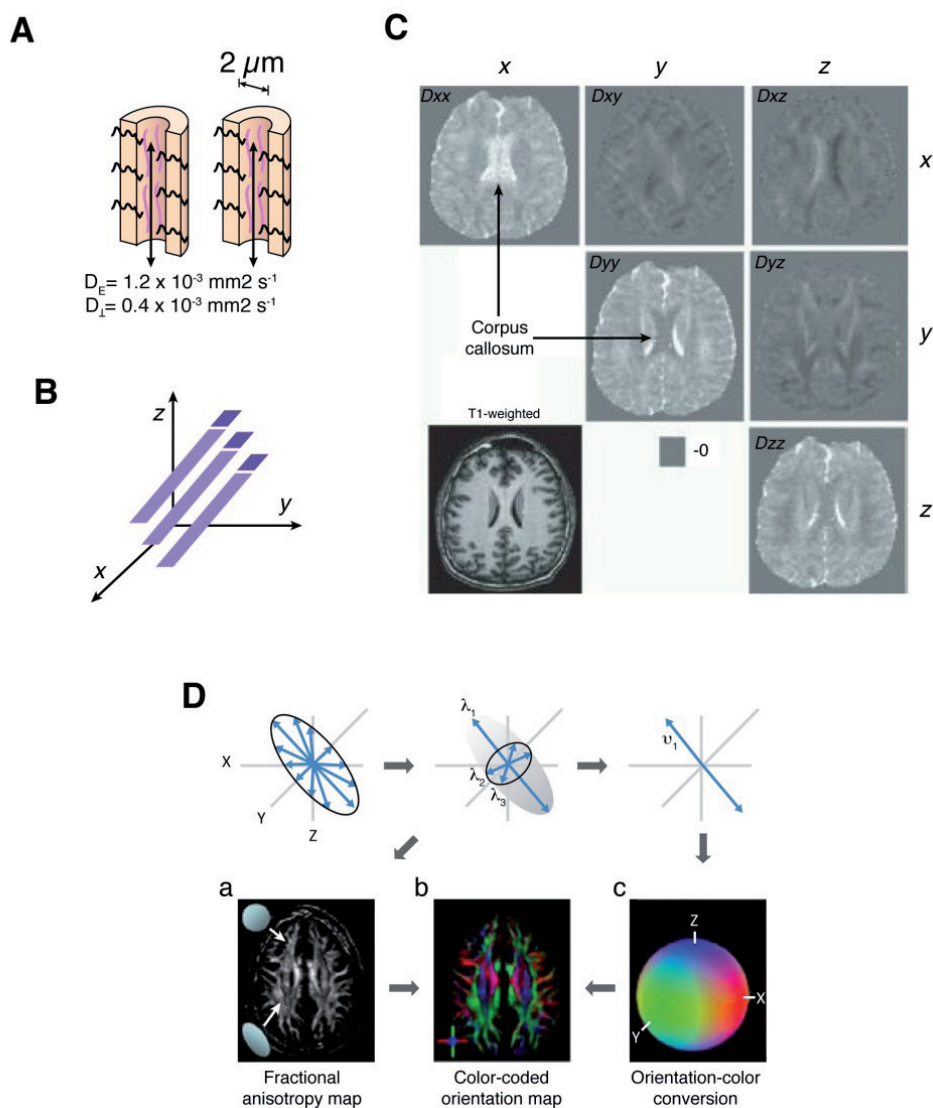 A
2 μm
D_E= 1.2 x 10⁻³ mm2 s⁻¹
D_⊥= 0.4 x 10⁻³ mm2 s⁻¹
B
z
y
x
C
x y z
Dxx Dxy Dxz x
Dyy Dyz y
Corpus
callosum
T1-weighted
-0
Dzz z
D
λ₁
υ₁
X
λ₂
λ₃
Y
Z
a b c
Z
X
Y
Fractional
anisotropy map
Color-coded
orientation map
Orientation-color
conversion